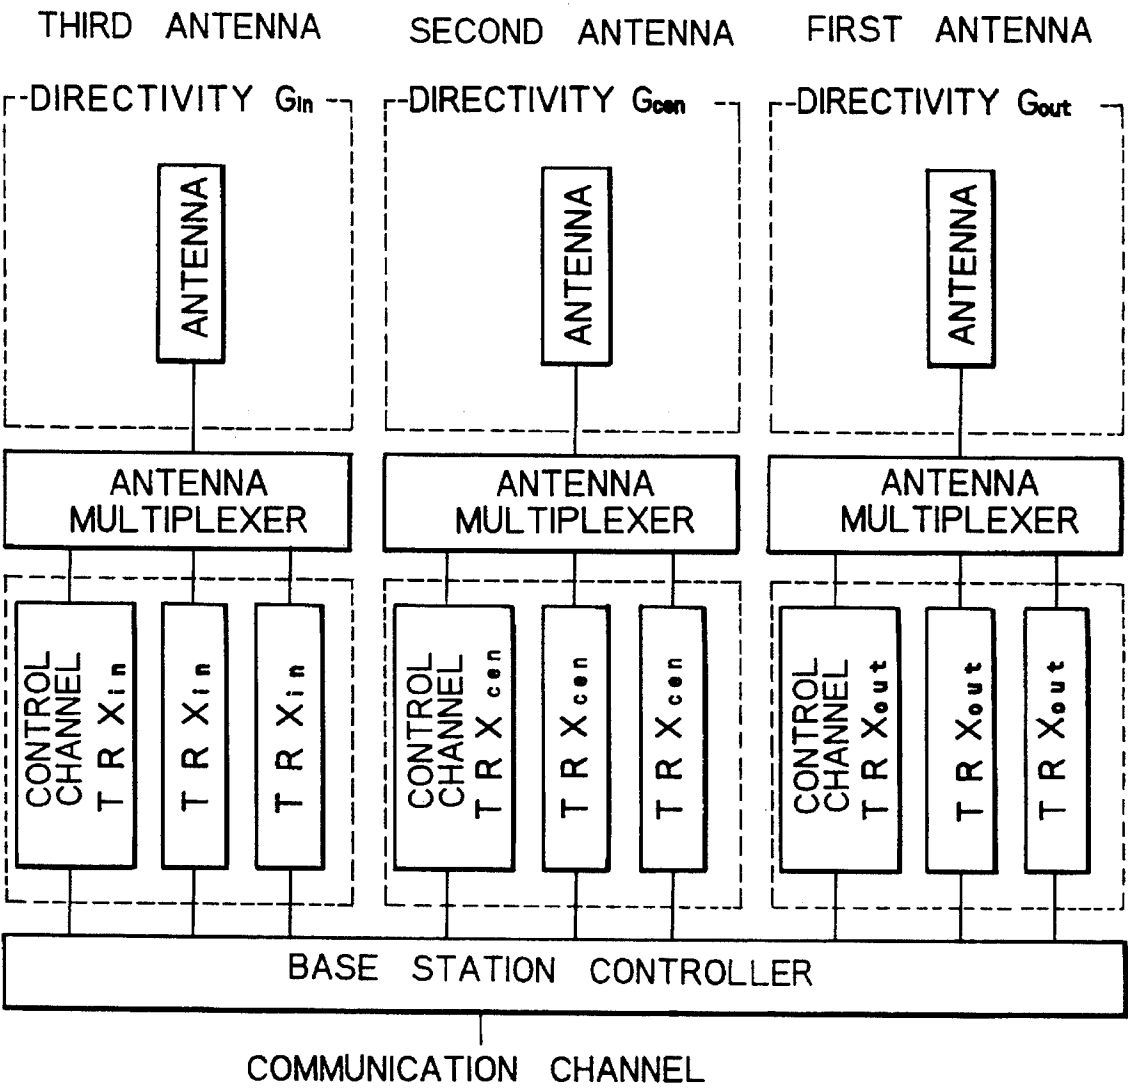 THIRD ANTENNA
SECOND ANTENNA
FIRST ANTENNA
DIRECTIVITY Gin
DIRECTIVITY Gcen
DIRECTIVITY Gout
ANTENNA
ANTENNA
ANTENNA
ANTENNA
MULTIPLEXER
ANTENNA
MULTIPLEXER
ANTENNA
MULTIPLEXER
CONTROL
CHANNEL
TRXin
TRXin
TRXin
CONTROL
CHANNEL
TRXcen
TRXcen
TRXcen
CONTROL
CHANNEL
TRXout
TRXout
TRXout
BASE STATION CONTROLLER
COMMUNICATION CHANNEL